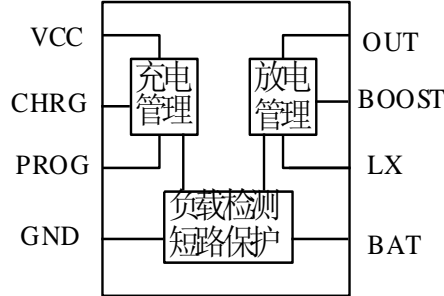 VCC
CHRG
PROG
GND
充电
管理
放电
管理
负载检测
短路保护
OUT
BOOST
LX
BAT